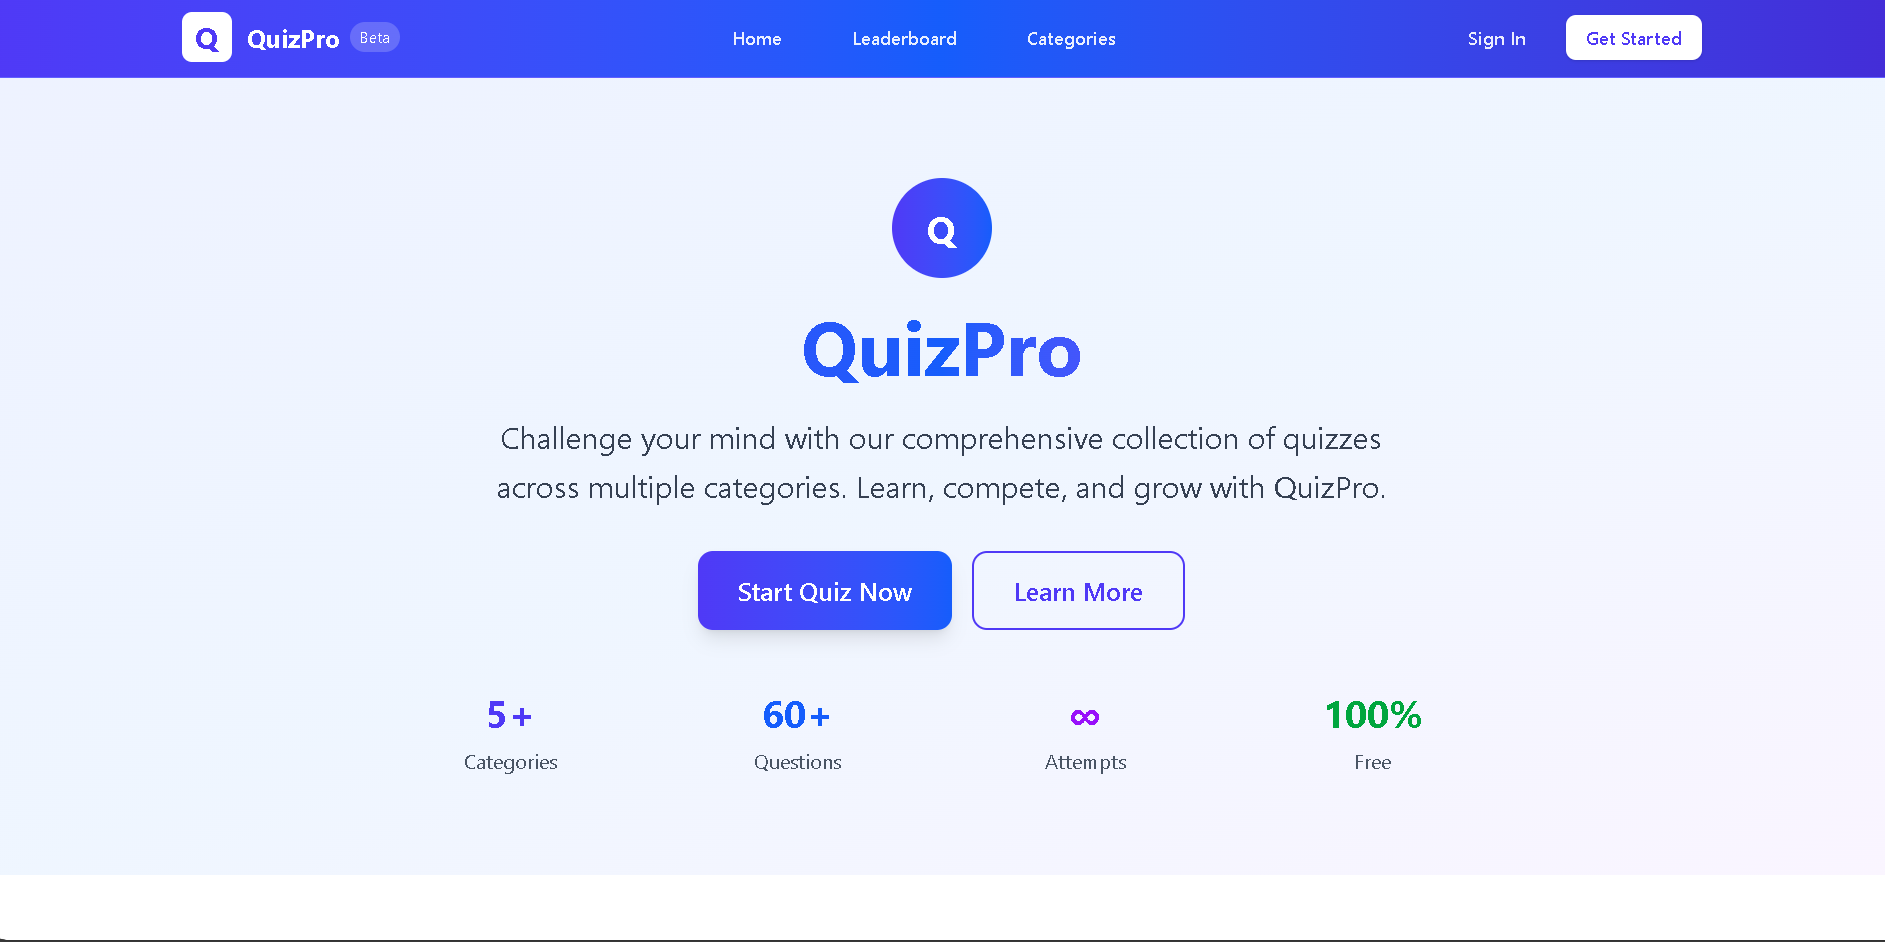 Q QuizPro Beta Home Leaderboard Categories Sign In Get Started
Q
QuizPro
Challenge your mind with our comprehensive collection of quizzes
across multiple categories. Learn, compete, and grow with QuizPro.
Start Quiz Now Learn More
5+ 60+ ∞ 100%
Categories Questions Attempts Free